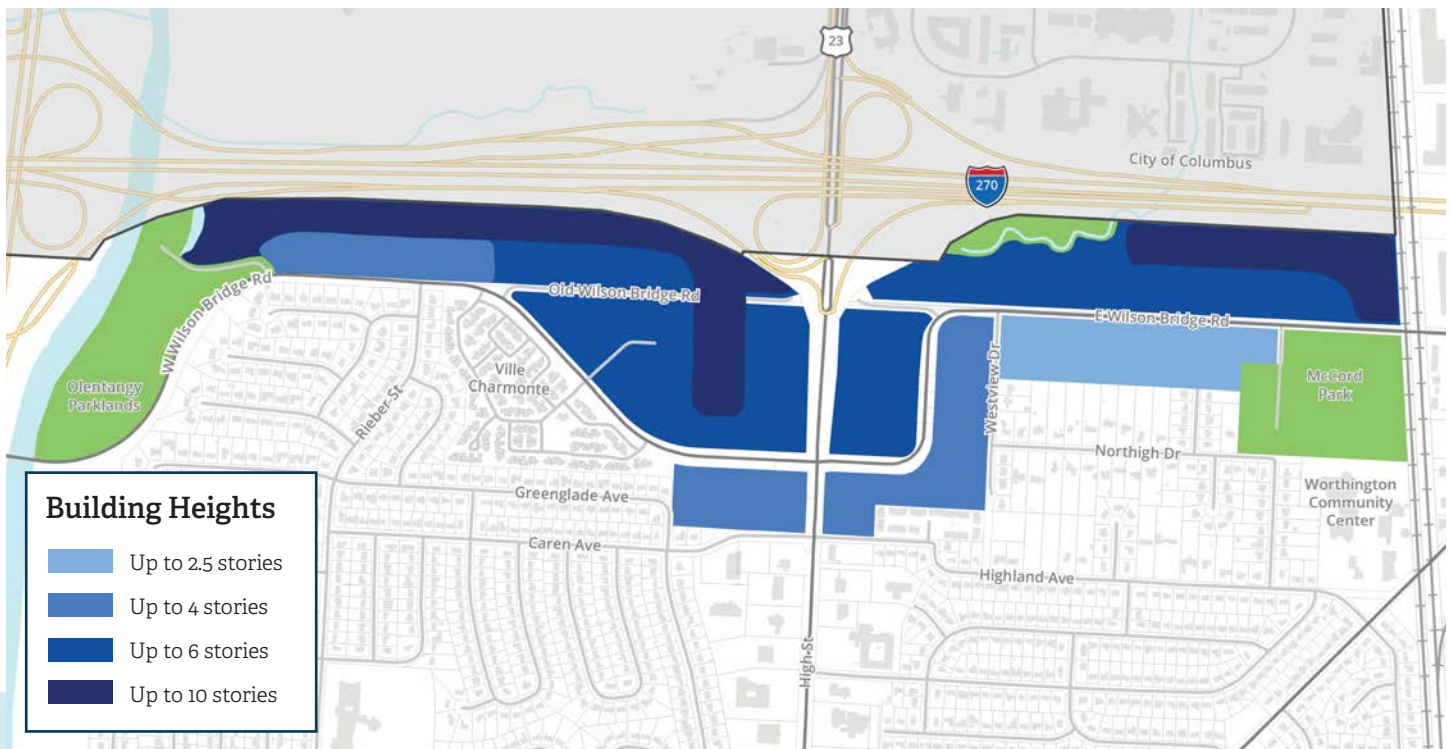 23
City of Columbus
270
Old Wilson Bridge Rd
W Wilson Bridge Rd
E Wilson Bridge Rd
Olentangy
Parklands
Rieber St
Ville
Charmonte
Westview Dr
McCord
Park
Northigh Dr
Greenglade Ave
Worthington
Community
Center
Caren Ave
Highland Ave
High St
Building Heights
Up to 2.5 stories
Up to 4 stories
Up to 6 stories
Up to 10 stories